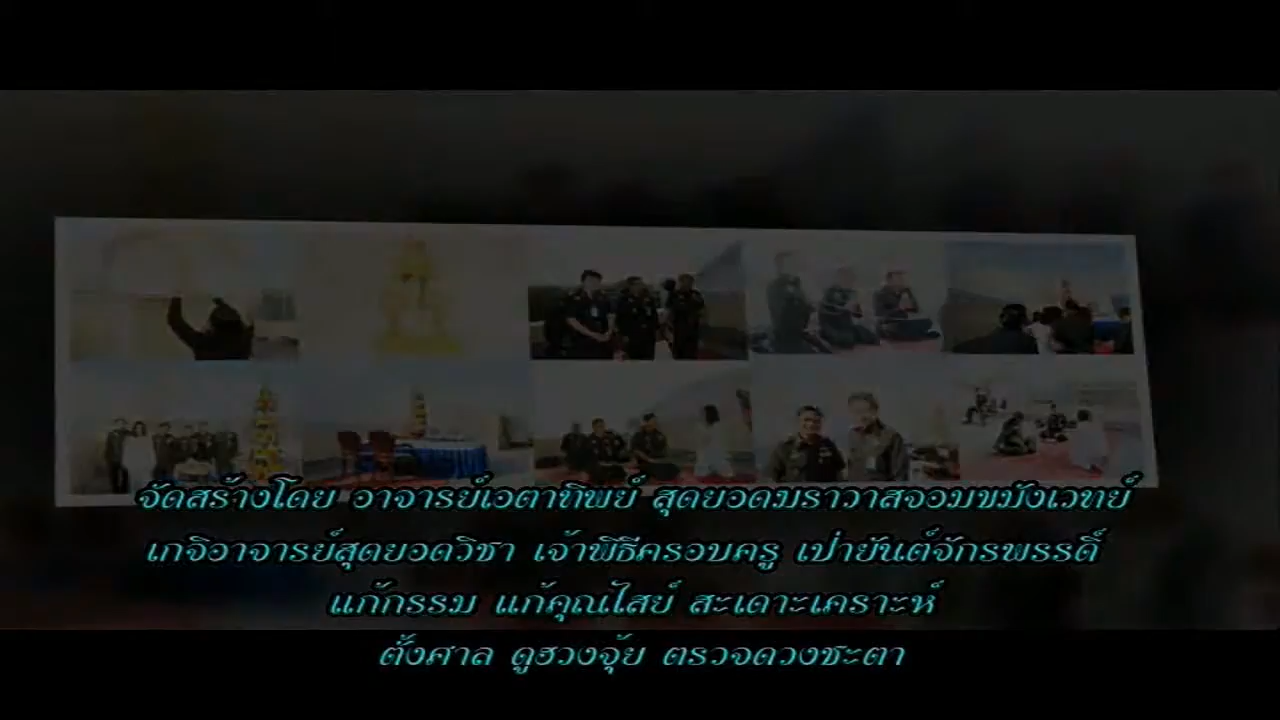 จัดสร้างโดย อาจารย์เอตาทิพย์ สุดยอดฆราวาสจอมขมังเวทย์
เกจิอาจารย์สุดยอดวิชา เจ้าพิธีครอบครู เป่ายันต์จักรพรรดิ์
แก้กรรม แก้คุณไสย์ สะเดาะเคราะห์
ตั้งศาล ดูฮวงจุ้ย ตรวจดวงชะตา